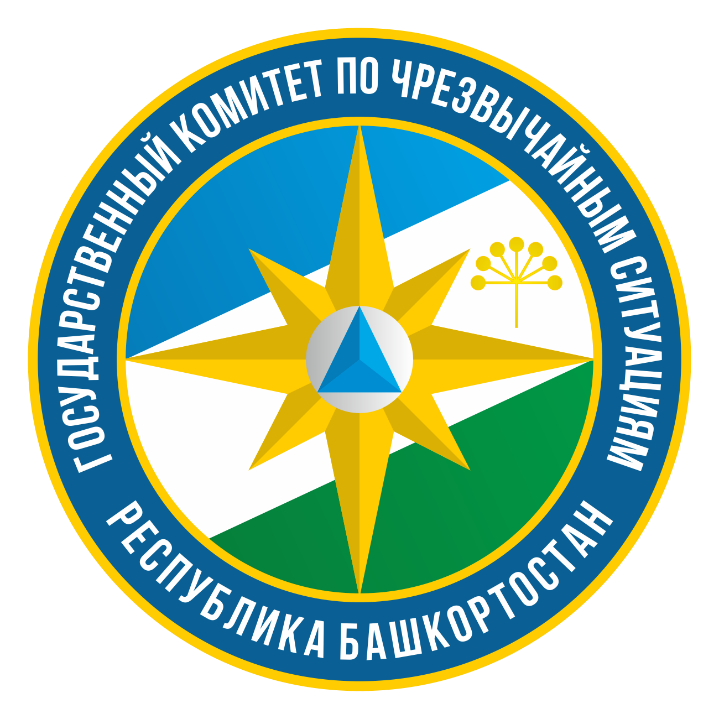 ГОСУДАРСТВЕННЫЙ КОМИТЕТ ПО ЧРЕЗВЫЧАЙНЫМ СИТУАЦИЯМ
РЕСПУБЛИКА БАШКОРТОСТАН